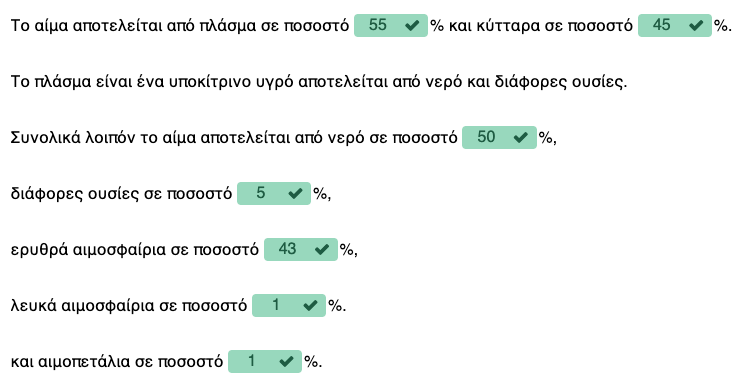 Το αίμα αποτελείται από πλάσμα σε ποσοστό 55 % και κύτταρα σε ποσοστό 45 %.
Το πλάσμα είναι ένα υποκίτρινο υγρό αποτελείται από νερό και διάφορες ουσίες.
Συνολικά λοιπόν το αίμα αποτελείται από νερό σε ποσοστό 50 %,
διάφορες ουσίες σε ποσοστό 5 %,
ερυθρά αιμοσφαίρια σε ποσοστό 43 %,
λευκά αιμοσφαίρια σε ποσοστό 1 %.
και αιμοπετάλια σε ποσοστό 1 %.